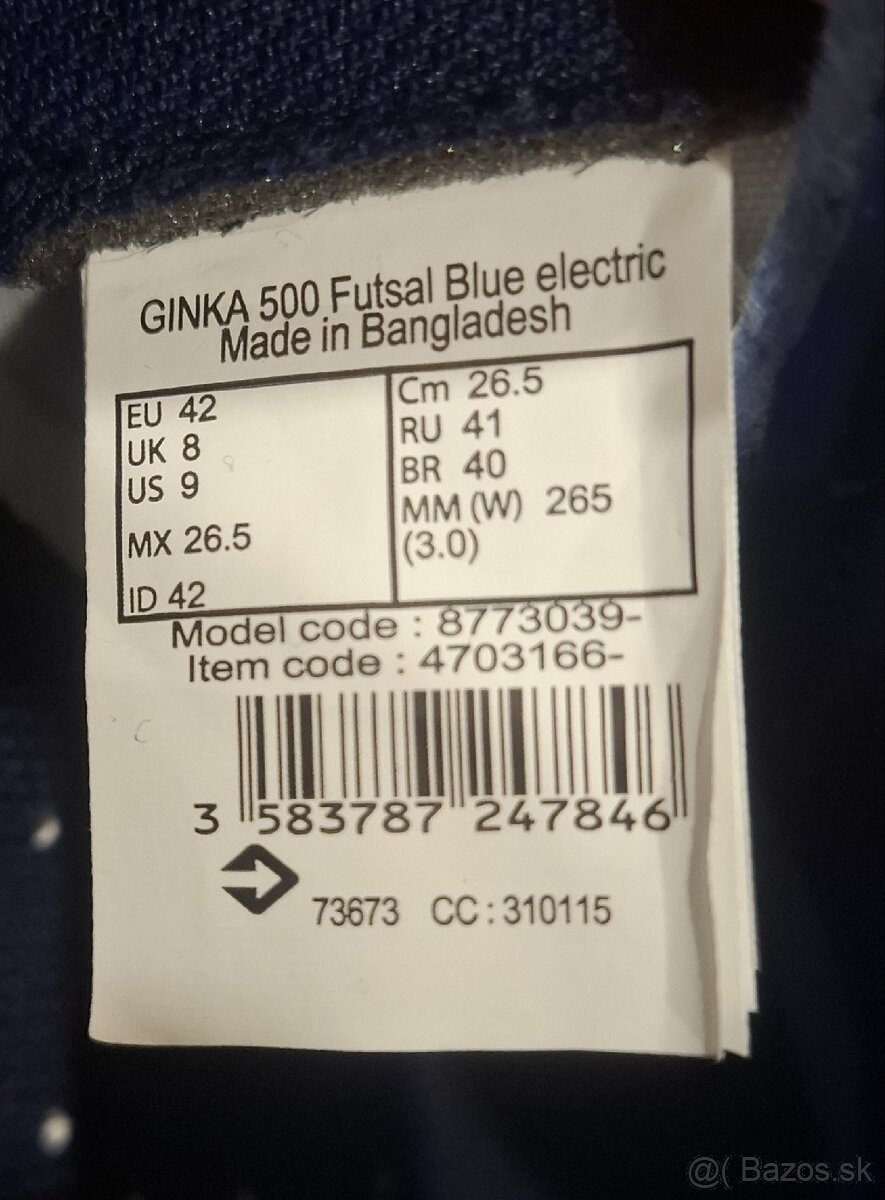 GINKA 500 Futsal Blue electric
Made in Bangladesh
EU 42
UK 8
US 9
MX 26.5
ID 42
Cm 26.5
RU 41
BR 40
MM (W) 265
(3.0)
Model code : 8773039-
Item code : 4703166-
3 583787 247846
73673 CC : 310115
@( Bazos.sk